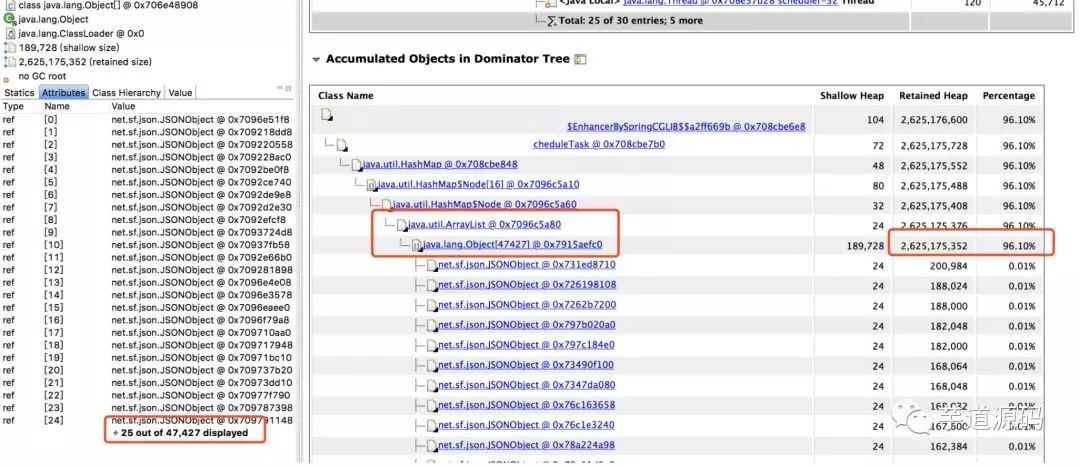 class java.lang.Object[] @ 0x706e48908
java.lang.Object
java.lang.ClassLoader @ 0x0
189,728 (shallow size)
2,625,175,352 (retained size)
no GC root
Statics Attributes Class Hierarchy Value
Type Name Value
ref [0] net.sf.json.JSONObject @ 0x7096e51f8
ref [1] net.sf.json.JSONObject @ 0x709218dd8
ref [2] net.sf.json.JSONObject @ 0x709220558
ref [3] net.sf.json.JSONObject @ 0x709228ac0
ref [4] net.sf.json.JSONObject @ 0x7092be0f8
ref [5] net.sf.json.JSONObject @ 0x7092ce740
ref [6] net.sf.json.JSONObject @ 0x7092de9e8
ref [7] net.sf.json.JSONObject @ 0x7092d2e30
ref [8] net.sf.json.JSONObject @ 0x7092efcf8
ref [9] net.sf.json.JSONObject @ 0x7093724d8
ref [10] net.sf.json.JSONObject @ 0x70937fb58
ref [11] net.sf.json.JSONObject @ 0x7092e66b0
ref [12] net.sf.json.JSONObject @ 0x709281898
ref [13] net.sf.json.JSONObject @ 0x7096e4e08
ref [14] net.sf.json.JSONObject @ 0x7096e3578
ref [15] net.sf.json.JSONObject @ 0x7096eaee0
ref [16] net.sf.json.JSONObject @ 0x7096f79a8
ref [17] net.sf.json.JSONObject @ 0x709710aa0
ref [18] net.sf.json.JSONObject @ 0x709717948
ref [19] net.sf.json.JSONObject @ 0x70971bc10
ref [20] net.sf.json.JSONObject @ 0x709737b20
ref [21] net.sf.json.JSONObject @ 0x70973dd10
ref [22] net.sf.json.JSONObject @ 0x70977f790
ref [23] net.sf.json.JSONObject @ 0x709787398
ref [24] net.sf.json.JSONObject @ 0x709791148
+ 25 out of 47,427 displayed
<Java Local> java.lang.Thread @ 0x708e37d28 scheduler-32 Thread 120 45,712
Total: 25 of 30 entries; 5 more
Accumulated Objects in Dominator Tree
Class Name Shallow Heap Retained Heap Percentage
$EnhancerBySpringCGLIB$$a2ff669b @ 0x708cbe6e8 104 2,625,176,600 96.10%
cheduleTask @ 0x708cbe7b0 72 2,625,175,728 96.10%
java.util.HashMap @ 0x708cbe848 48 2,625,175,552 96.10%
java.util.HashMap$Node[16] @ 0x7096c5a10 80 2,625,175,488 96.10%
java.util.HashMap$Node @ 0x7096c5a60 32 2,625,175,408 96.10%
java.util.ArrayList @ 0x7096c5a80 24 2,625,175,376 96.10%
java.lang.Object[47427] @ 0x7915aefc0 189,728 2,625,175,352 96.10%
net.sf.json.JSONObject @ 0x731ed8710 24 200,984 0.01%
net.sf.json.JSONObject @ 0x726198108 24 188,024 0.01%
net.sf.json.JSONObject @ 0x7262b7200 24 188,000 0.01%
net.sf.json.JSONObject @ 0x797b020a0 24 182,048 0.01%
net.sf.json.JSONObject @ 0x797c184e0 24 182,000 0.01%
net.sf.json.JSONObject @ 0x73490f100 24 168,064 0.01%
net.sf.json.JSONObject @ 0x7347da080 24 168,048 0.01%
net.sf.json.JSONObject @ 0x76c163658 24 168,032 0.01%
net.sf.json.JSONObject @ 0x76c1e3240 24 167,600 0.01%
net.sf.json.JSONObject @ 0x78a224a98 24 162,384 0.01%
芋道源码